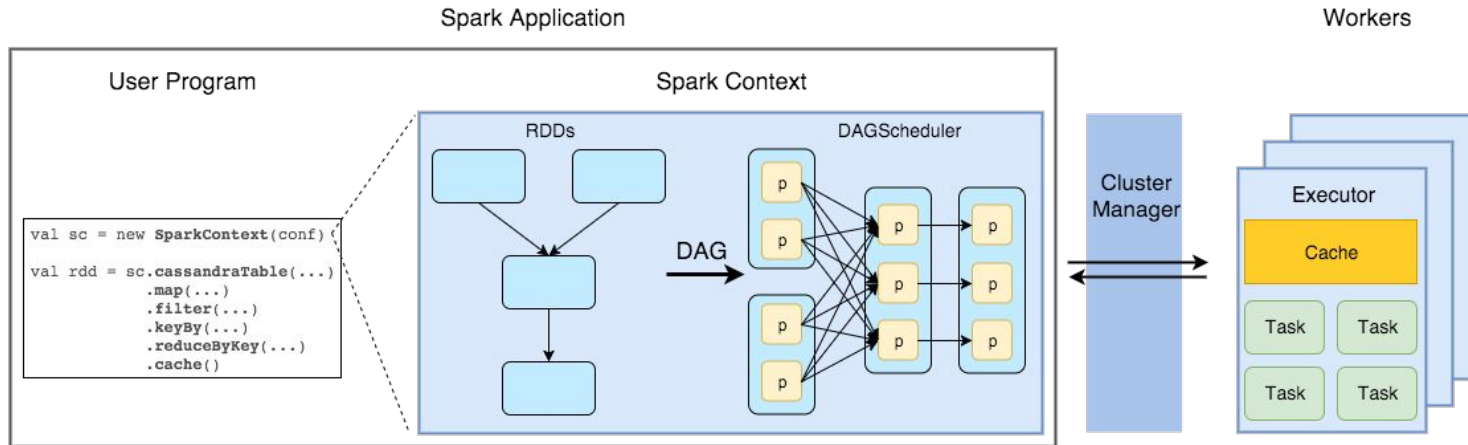 Spark Application
Workers
User Program
Spark Context
val sc = new SparkContext(conf)
val rdd = sc.cassandraTable(...)
.map(...)
.filter(...)
.keyBy(...)
.reduceByKey(...)
.cache()
RDDs
DAG
DAGScheduler
p
p
p
p
p
p
p
p
p
p
Cluster
Manager
Executor
Cache
Task
Task
Task
Task